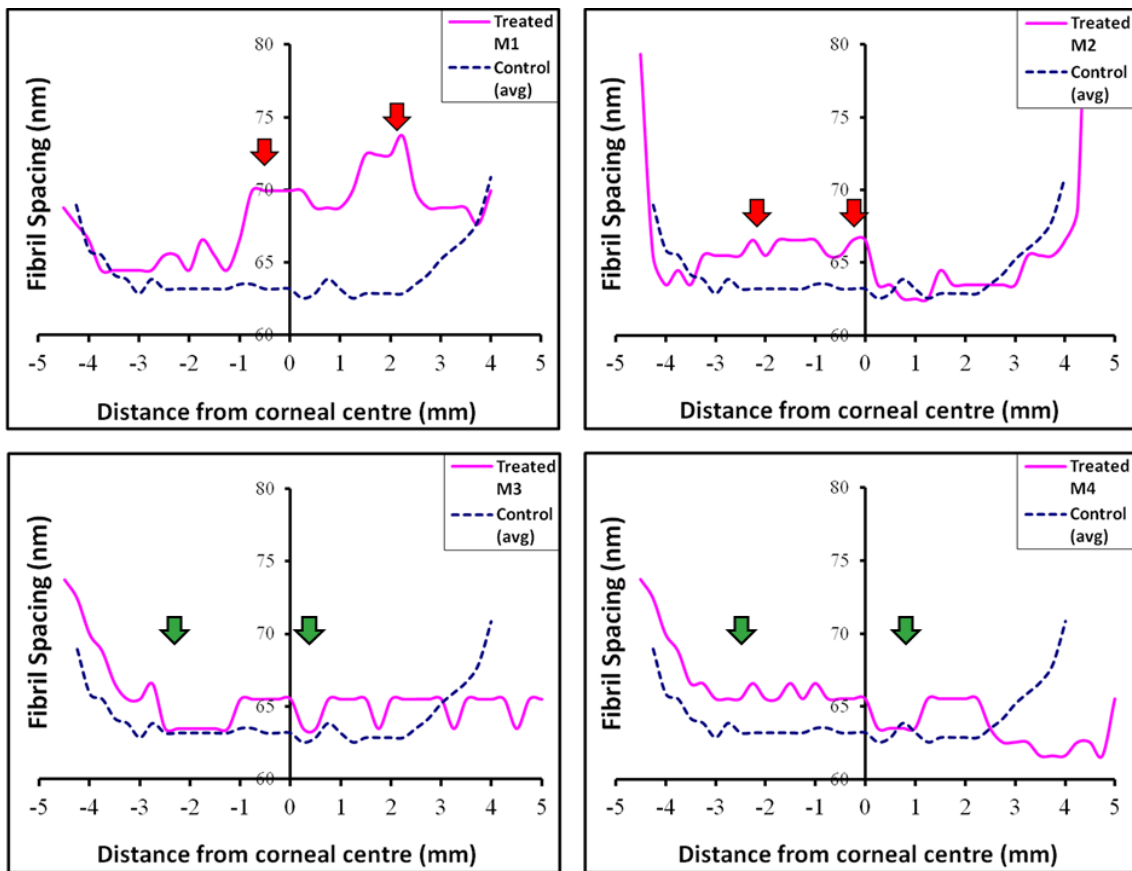 Treated
M1
Control
(avg)
Fibril Spacing (nm)
80
75
70
65
60
-5 -4 -3 -2 -1 0 1 2 3 4 5
Distance from corneal centre (mm)
Treated
M2
Control
(avg)
Fibril Spacing (nm)
80
75
70
65
60
-5 -4 -3 -2 -1 0 1 2 3 4 5
Distance from corneal centre (mm)
Treated
M3
Control
(avg)
Fibril Spacing (nm)
80
75
70
65
60
-5 -4 -3 -2 -1 0 1 2 3 4 5
Distance from corneal centre (mm)
Treated
M4
Control
(avg)
Fibril Spacing (nm)
80
75
70
65
60
-5 -4 -3 -2 -1 0 1 2 3 4 5
Distance from corneal centre (mm)